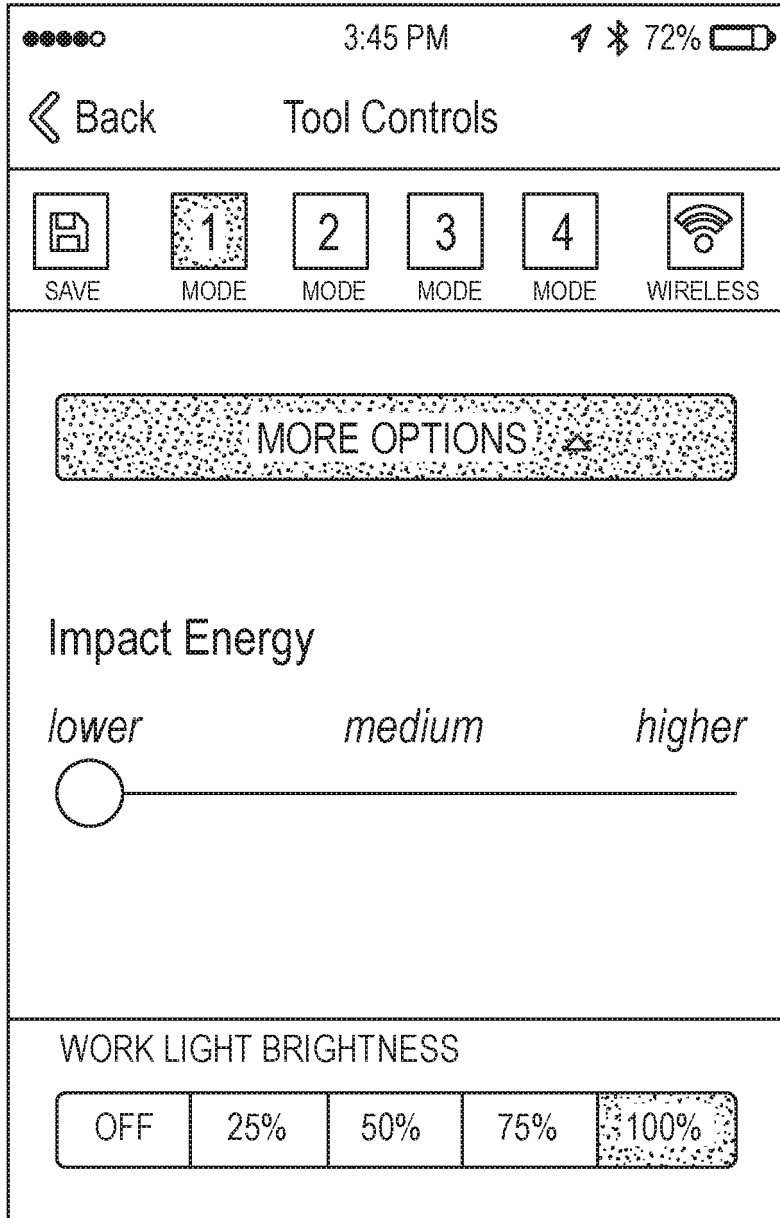 3:45 PM 72%
Back Tool Controls
1 2 3 4
SAVE MODE MODE MODE MODE WIRELESS
MORE OPTIONS
Impact Energy
lower medium higher
WORK LIGHT BRIGHTNESS
OFF 25% 50% 75% 100%